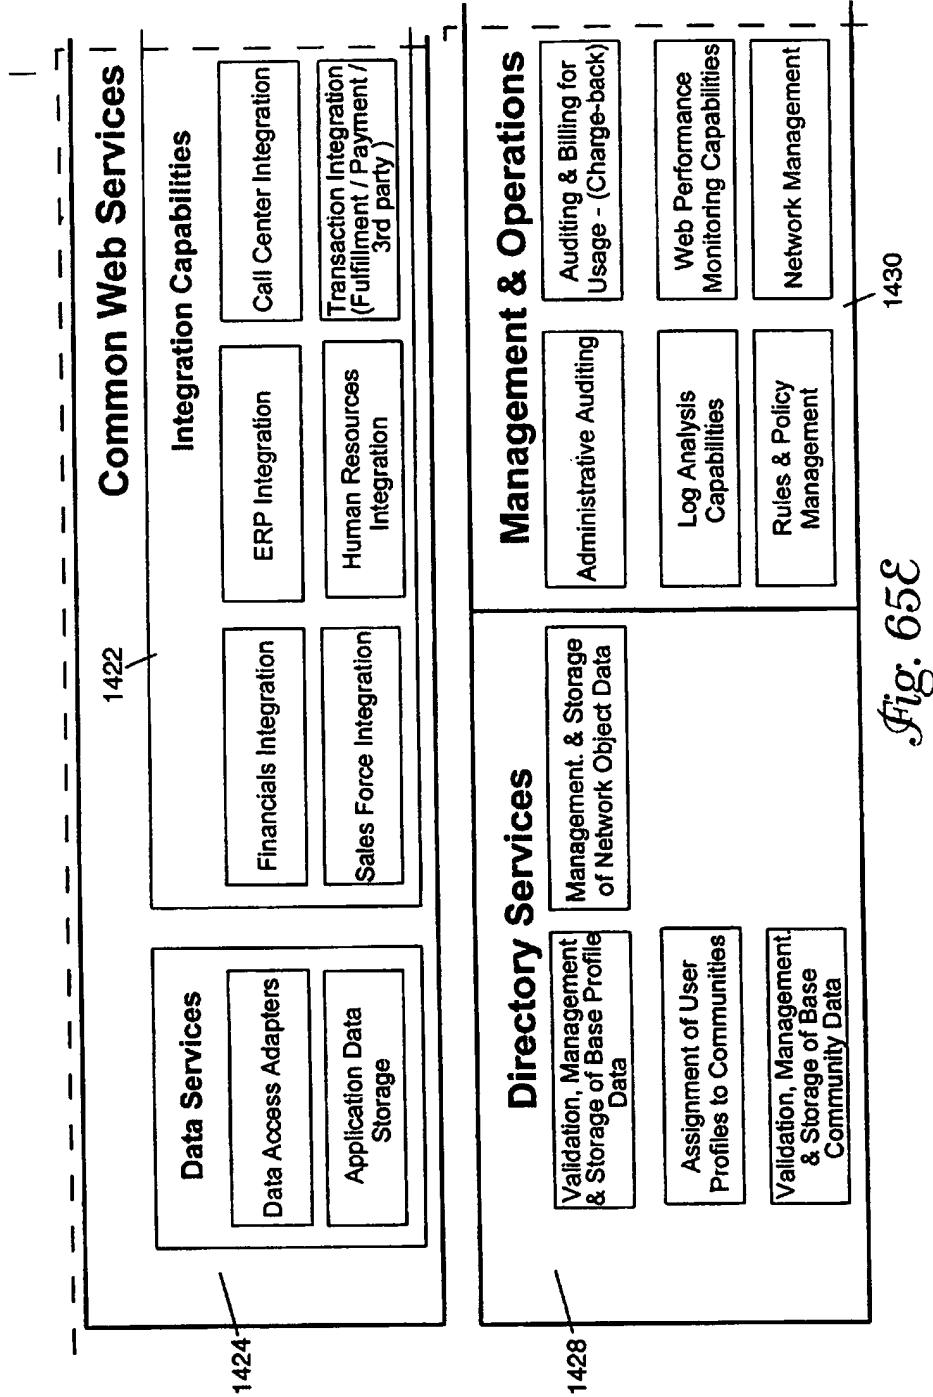 Common Web Services
1422
1424
Data Services
Data Access Adapters
Application Data
Storage
Integration Capabilities
Financials Integration
ERP Integration
Call Center Integration
Sales Force Integration
Human Resources
Integration
Transaction Integration
(Fulfillment / Payment /
3rd party )
Directory Services
1428
Validation, Management
& Storage of Base Profile
Data
Management. & Storage
of Network Object Data
Assignment of User
Profiles to Communities
Validation, Management.
& Storage of Base
Community Data
Management & Operations
Administrative Auditing
Auditing & Billing for
Usage - (Charge-back)
Log Analysis
Capabilities
Web Performance
Monitoring Capabilities
Rules & Policy
Management
Network Management
1430
Fig. 65E